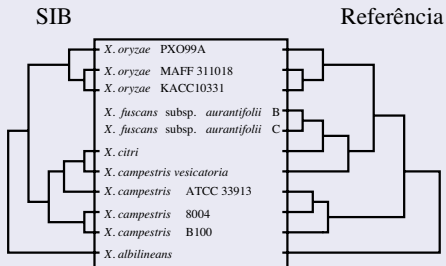 SIB Referência
X. oryzae PXO99A
X. oryzae MAFF 311018
X. oryzae KACC10331
X. fuscans subsp. aurantifolii B
X. fuscans subsp. aurantifolii C
X. citri
X. campestris vesicatoria
X. campestris ATCC 33913
X. campestris 8004
X. campestris B100
X. albilineans